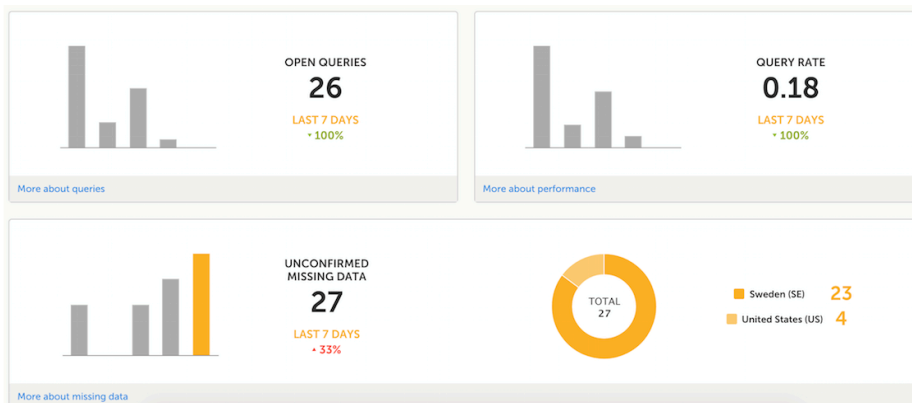 OPEN QUERIES
26
LAST 7 DAYS
▾ 100%
More about queries
QUERY RATE
0.18
LAST 7 DAYS
▾ 100%
More about performance
UNCONFIRMED
MISSING DATA
27
LAST 7 DAYS
▴ 33%
TOTAL
27
Sweden (SE) 23
United States (US) 4
More about missing data